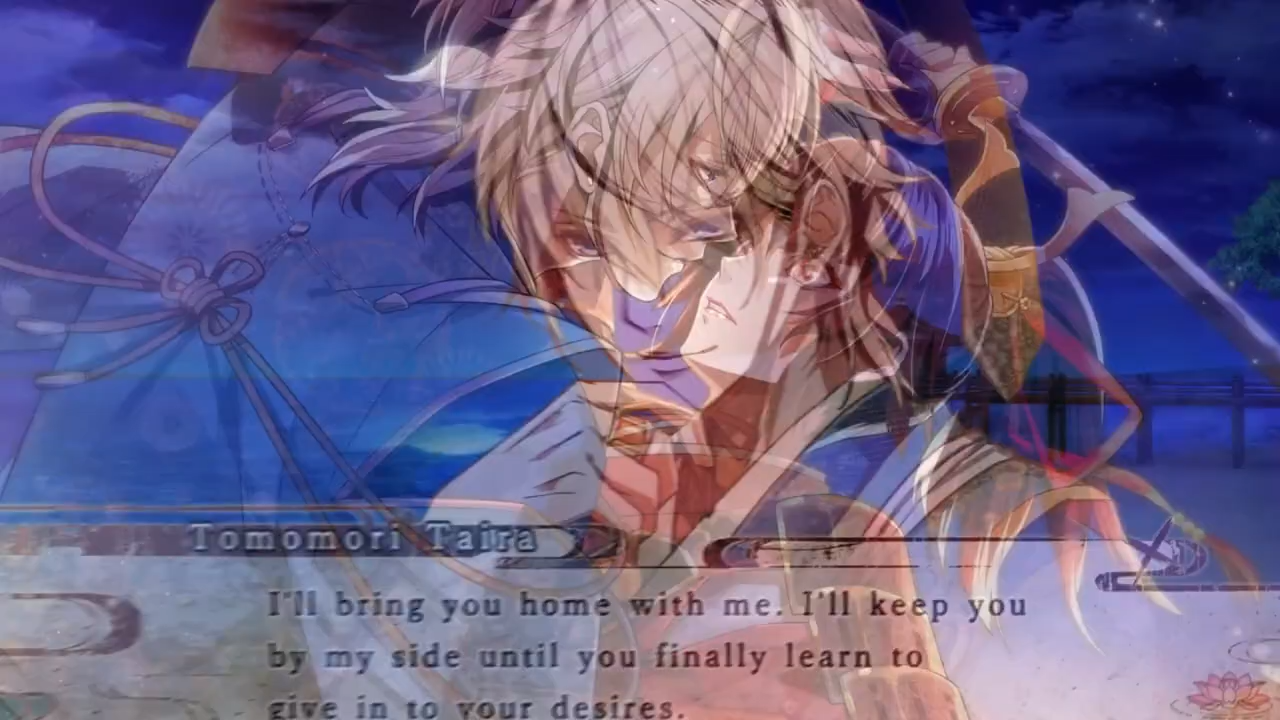 Tomomori Taira
I'll bring you home with me. I'll keep you
by my side until you finally learn to
give in to your desires.